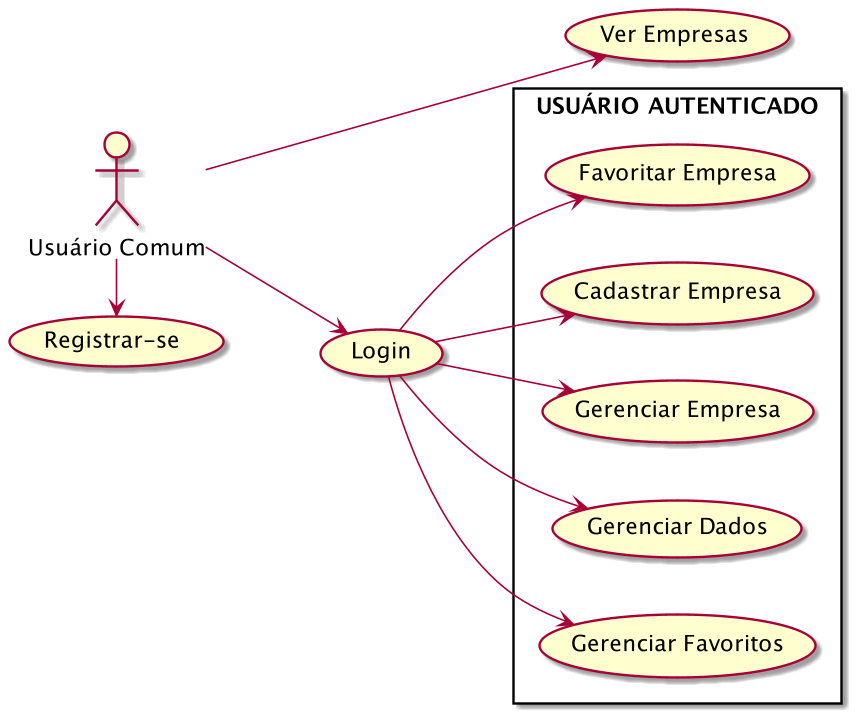 Ver Empresas
USUÁRIO AUTENTICADO
Favoritar Empresa
Usuário Comum
Cadastrar Empresa
Registrar-se
Login
Gerenciar Empresa
Gerenciar Dados
Gerenciar Favoritos